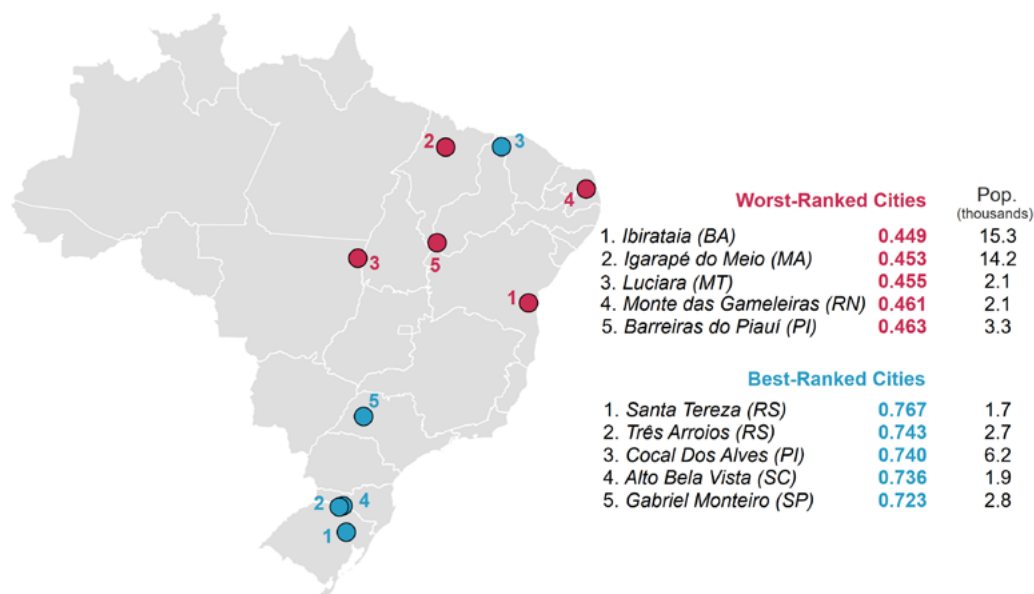 2
3
4
3
5
1
5
2
4
1
Worst-Ranked Cities Pop. (thousands)
1. Ibirataia (BA) 0.449 15.3
2. Igarapé do Meio (MA) 0.453 14.2
3. Luciara (MT) 0.455 2.1
4. Monte das Gameleiras (RN) 0.461 2.1
5. Barreiras do Piauí (PI) 0.463 3.3
Best-Ranked Cities
1. Santa Tereza (RS) 0.767 1.7
2. Três Arroios (RS) 0.743 2.7
3. Cocal Dos Alves (PI) 0.740 6.2
4. Alto Bela Vista (SC) 0.736 1.9
5. Gabriel Monteiro (SP) 0.723 2.8